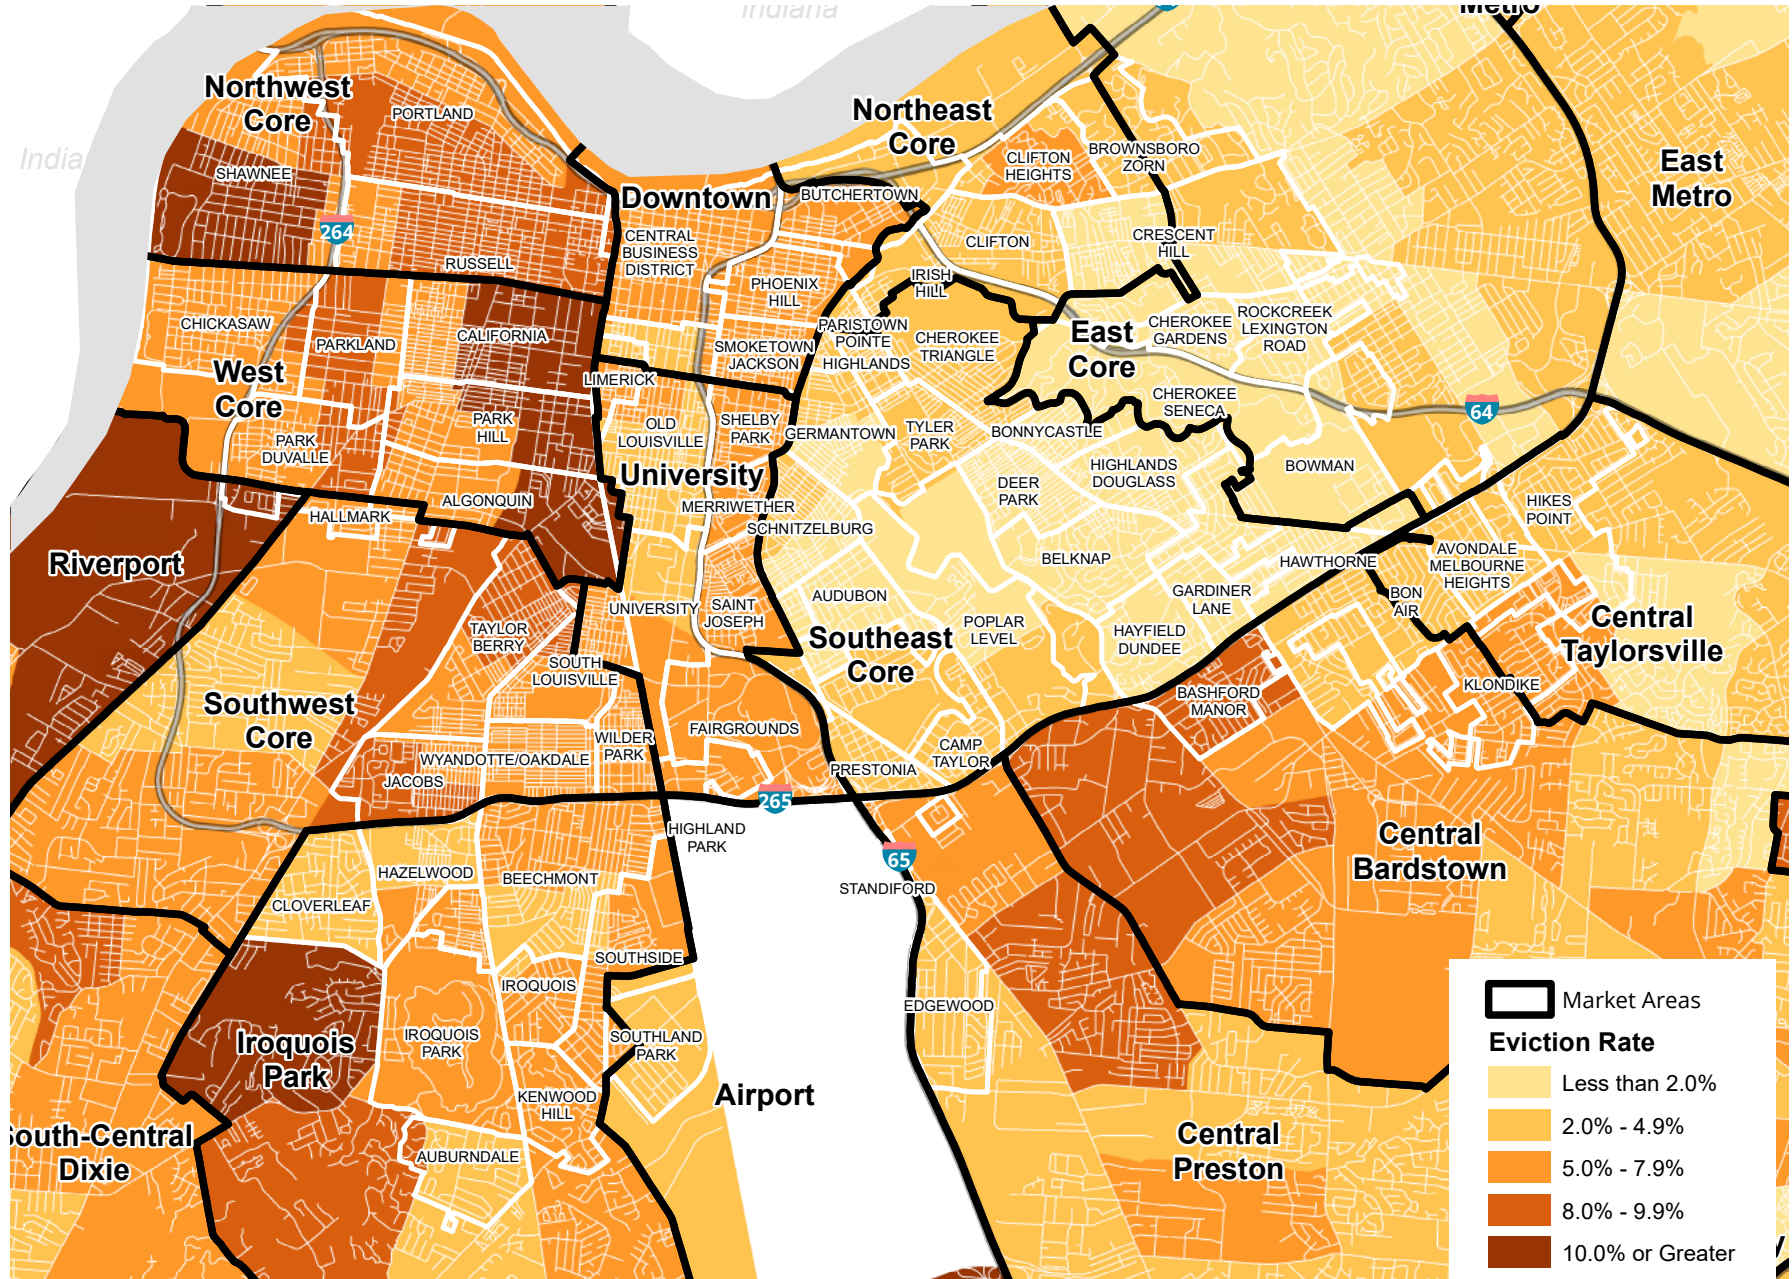 Indiana
Metro
Northwest
Core
PORTLAND
Northeast
Core
India
SHAWNEE
CLIFTON
HEIGHTS
BROWNSBORO
ZORN
East
Metro
Downtown
BUTCHERTOWN
264
CENTRAL
BUSINESS
DISTRICT
CLIFTON
CRESCENT
HILL
RUSSELL
PHOENIX
HILL
IRISH
HILL
CHICKASAW
PARKLAND
CALIFORNIA
SMOKETOWN
JACKSON
PARISTOWN
POINTE
HIGHLANDS
CHEROKEE
TRIANGLE
East
Core
CHEROKEE
GARDENS
ROCKCREEK
LEXINGTON
ROAD
West
Core
LIMERICK
CHEROKEE
SENECA
64
PARK
DUVALLE
PARK
HILL
OLD
LOUISVILLE
SHELBY
PARK
GERMANTOWN
TYLER
PARK
BONNYCASTLE
University
HIGHLANDS
DOUGLASS
BOWMAN
DEER
PARK
ALGONQUIN
HALLMARK
MERRIWETHER
SCHNITZELBURG
HIKES
POINT
Riverport
BELKNAP
HAWTHORNE
AVONDALE
MELBOURNE
HEIGHTS
UNIVERSITY
SAINT
JOSEPH
AUDUBON
GARDINER
LANE
BON
AIR
TAYLOR
BERRY
Southeast
Core
POPLAR
LEVEL
HAYFIELD
DUNDEE
Central
Taylorsville
SOUTH
LOUISVILLE
Southwest
Core
BASHFORD
MANOR
KLONDIKE
FAIRGROUNDS
WILDER
PARK
WYANDOTTE/OAKDALE
JACOBS
CAMP
TAYLOR
PRESTONIA
265
HIGHLAND
PARK
65
Central
Bardstown
HAZELWOOD
BEECHMONT
STANDIFORD
CLOVERLEAF
SOUTHSIDE
IROQUOIS
EDGEWOOD
Iroquois
Park
IROQUOIS
PARK
SOUTHLAND
PARK
Airport
KENWOOD
HILL
South-Central
Dixie
AUBURNDALE
Central
Preston
Market Areas
Eviction Rate
Less than 2.0%
2.0% - 4.9%
5.0% - 7.9%
8.0% - 9.9%
10.0% or Greater